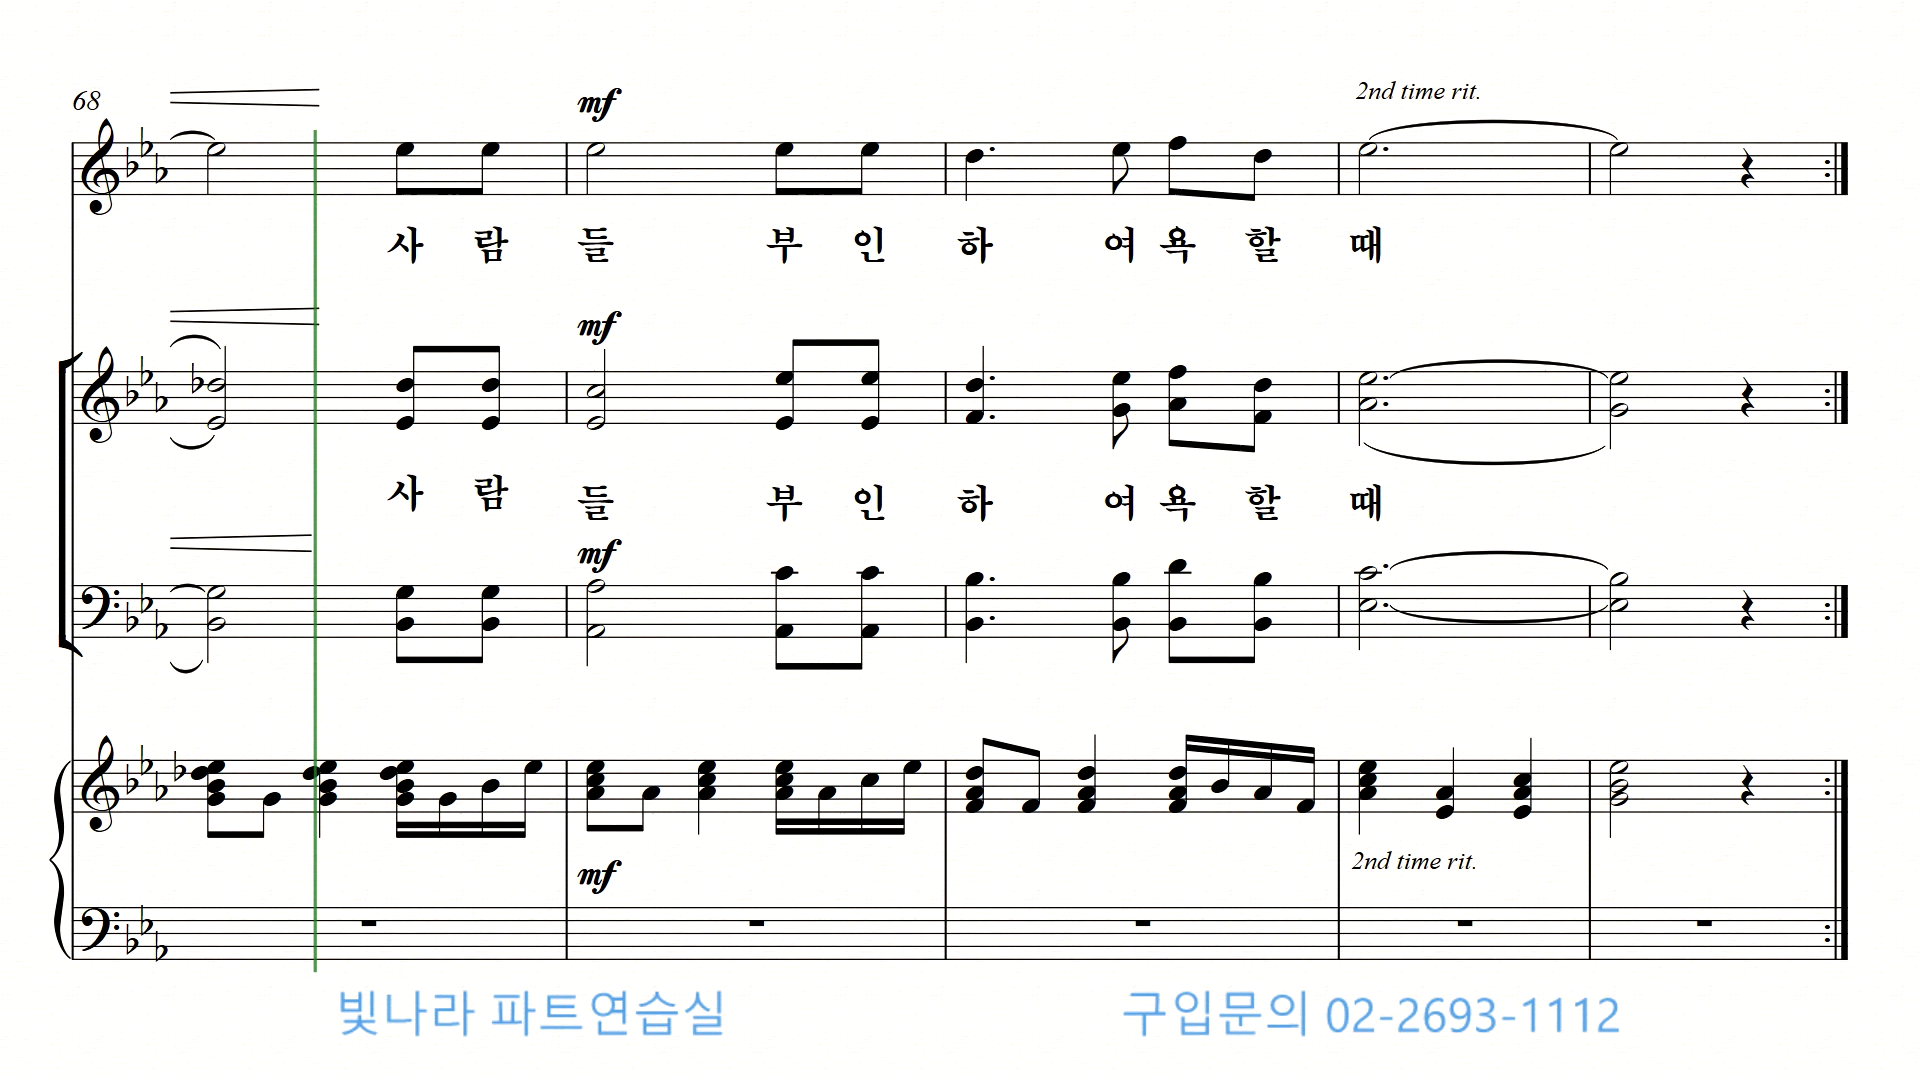 68
2nd time rit.
mf
사 람 들 부 인 하 여 욕 할 때
mf
사 람 들 부 인 하 여 욕 할 때
mf
mf
2nd time rit.
빛나라 파트연습실 구입문의 02-2693-1112